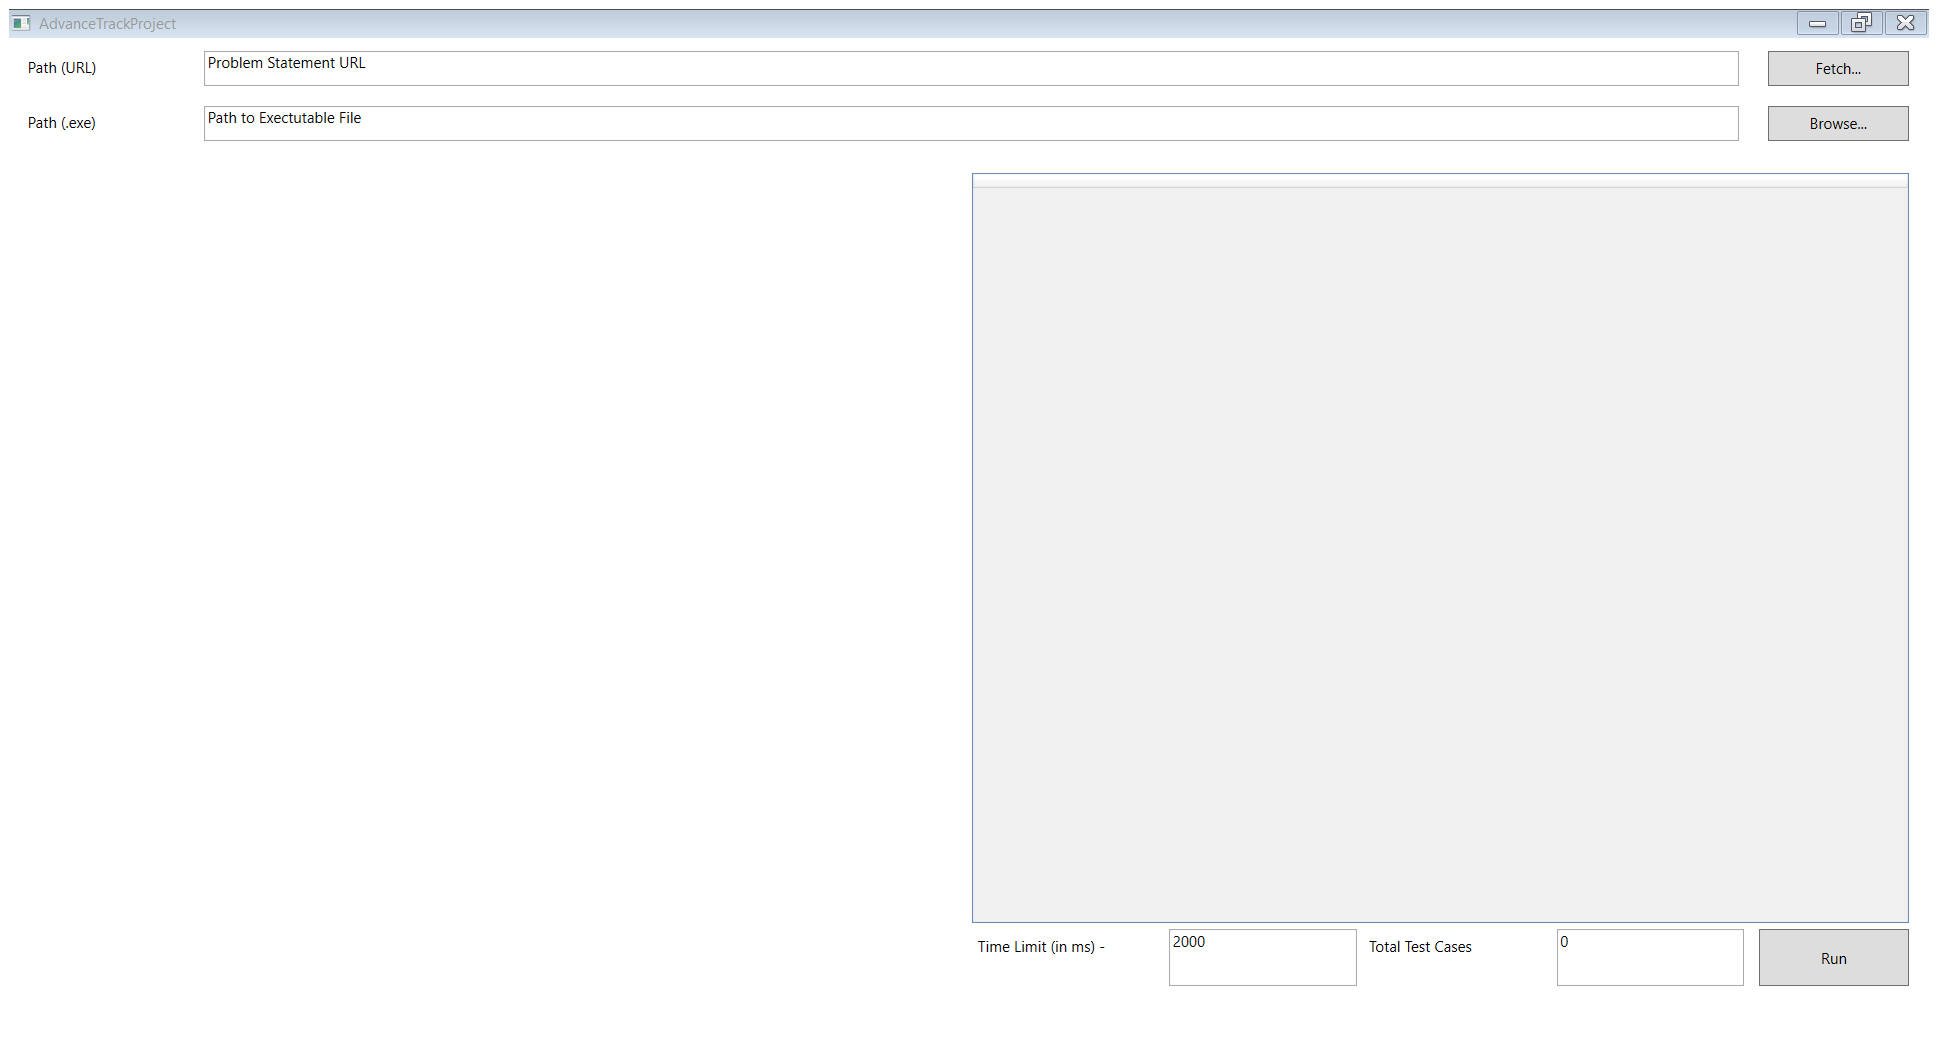 AdvanceTrackProject
Path (URL)
Problem Statement URL
Fetch...
Path (.exe)
Path to Exectutable File
Browse...
Time Limit (in ms) -
2000
Total Test Cases
0
Run